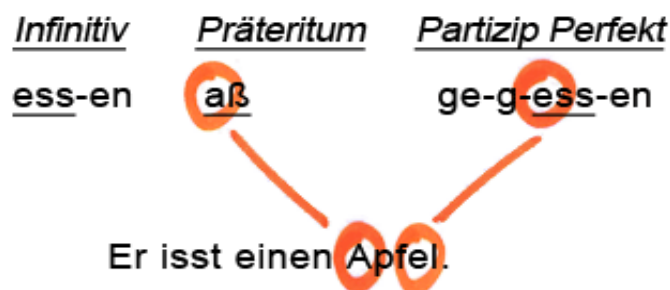 Infinitiv Präteritum Partizip Perfekt
ess-en aß ge-g-ess-en
Er isst einen Apfel.